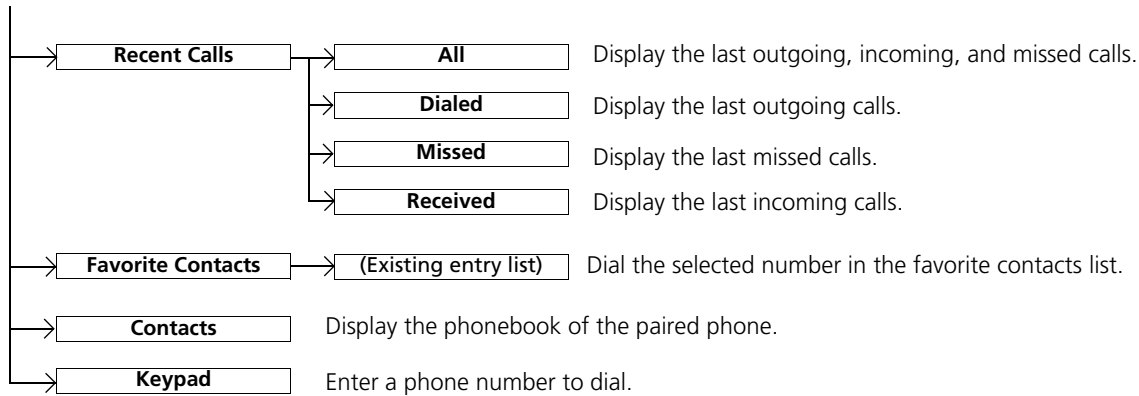 Recent Calls All Display the last outgoing, incoming, and missed calls.
Dialed Display the last outgoing calls.
Missed Display the last missed calls.
Received Display the last incoming calls.
Favorite Contacts (Existing entry list) Dial the selected number in the favorite contacts list.
Contacts Display the phonebook of the paired phone.
Keypad Enter a phone number to dial.